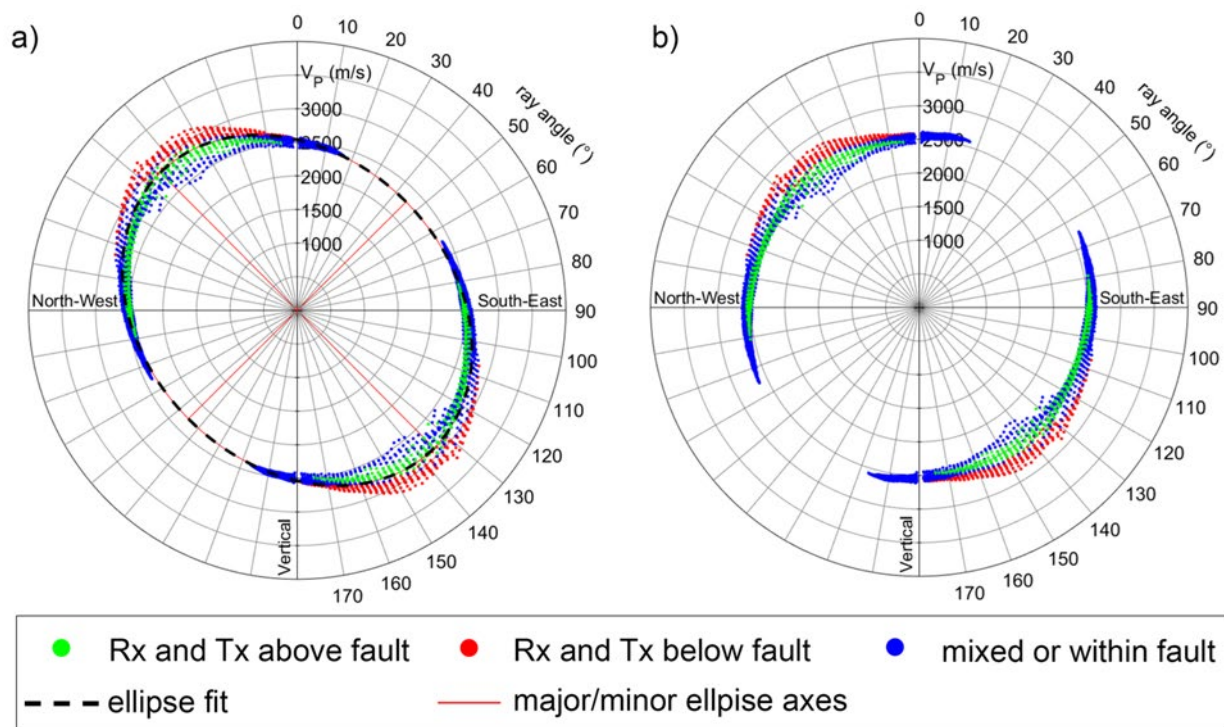 a)
0
10
20
30
40
50
60
70
80
90
100
110
120
130
140
150
160
170
ray angle (°)
V_P (m/s)
3000
2500
2000
1500
1000
North-West
South-East
Vertical
b)
0
10
20
30
40
50
60
70
80
90
100
110
120
130
140
150
160
170
ray angle (°)
V_P (m/s)
3000
2500
2000
1500
1000
North-West
South-East
Vertical
Rx and Tx above fault
Rx and Tx below fault
mixed or within fault
ellipse fit
major/minor ellpise axes